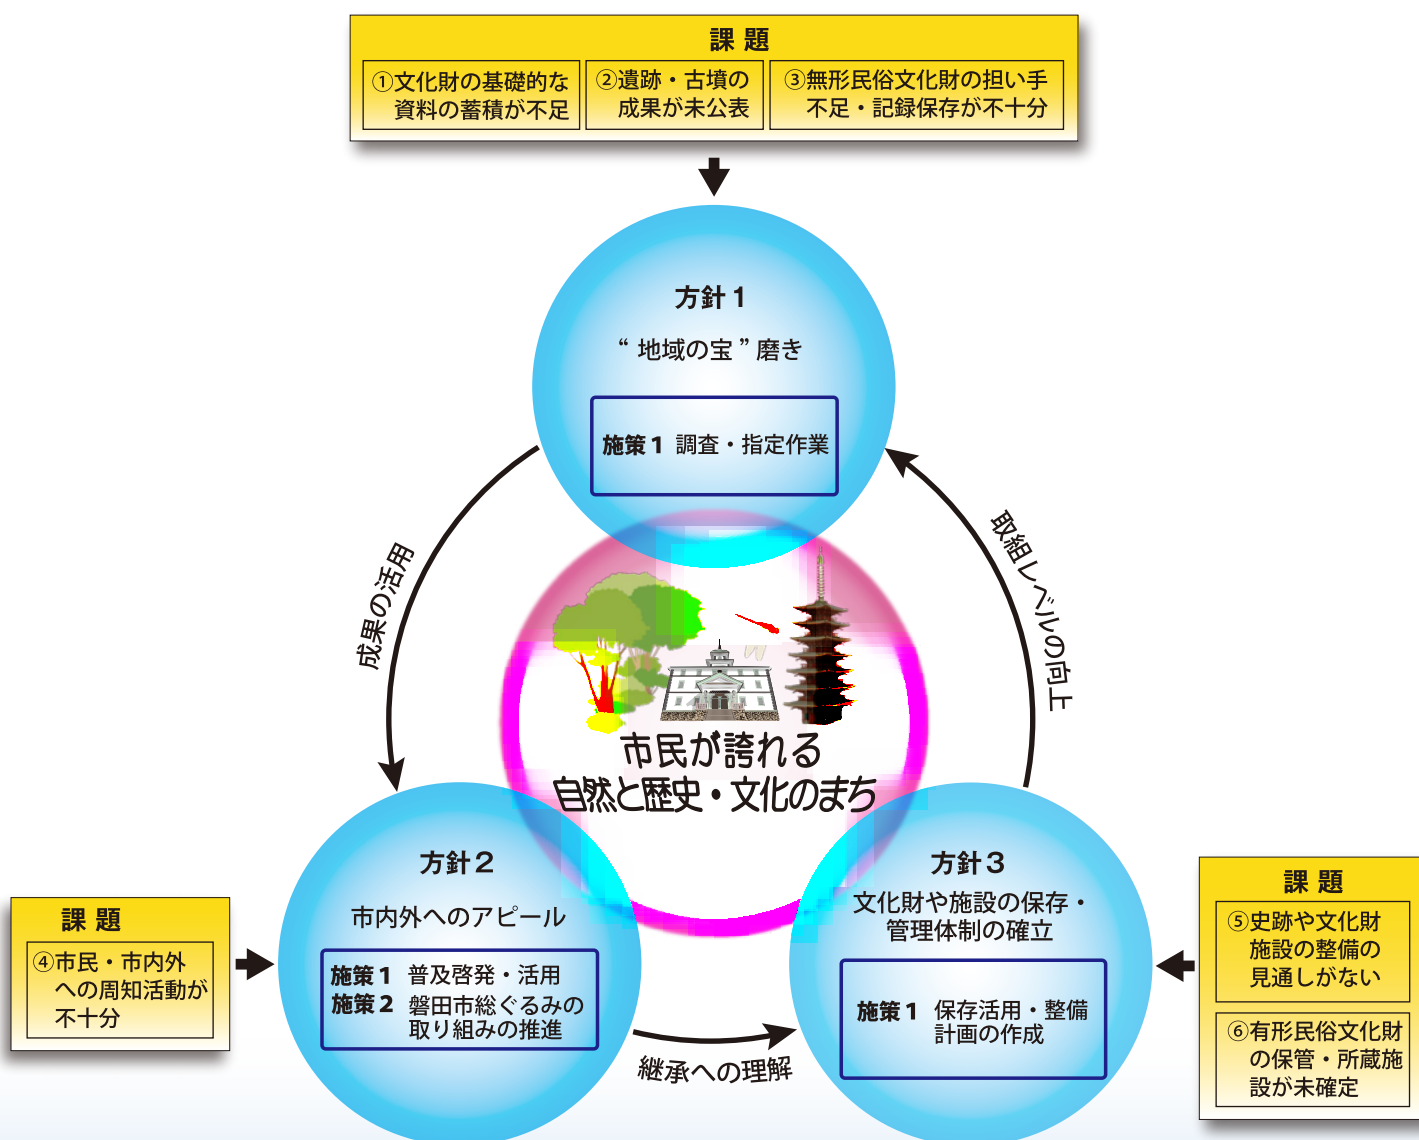 課 題
①文化財の基礎的な
資料の蓄積が不足
②遺跡・古墳の
成果が未公表
③無形民俗文化財の担い手
不足・記録保存が不十分
方針1
“ 地域の宝 ” 磨き
施策1 調査・指定作業
成果の活用
取組レベルの向上
市民が誇れる
自然と歴史・文化のまち
方針2
市内外へのアピール
施策1 普及啓発・活用
施策2 磐田市総ぐるみの
取り組みの推進
課 題
④市民・市内外
への周知活動が
不十分
継承への理解
方針3
文化財や施設の保存・
管理体制の確立
施策1 保存活用・整備
計画の作成
課 題
⑤史跡や文化財
施設の整備の
見通しがない
⑥有形民俗文化財
の保管・所蔵施
設が未確定